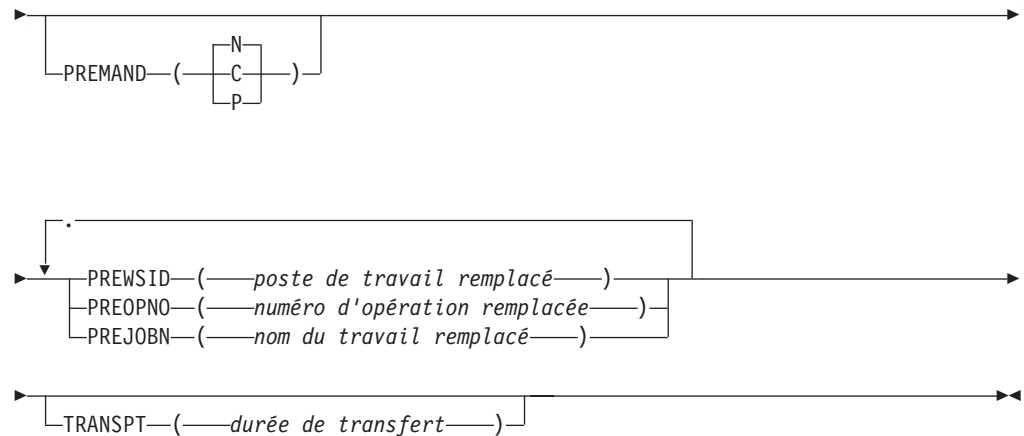 N
PREMAND ( C )
P
.
PREWSID ( poste de travail remplacé )
PREOPNO ( numéro d'opération remplacée )
PREJOBN ( nom du travail remplacé )
TRANSPT ( durée de transfert )